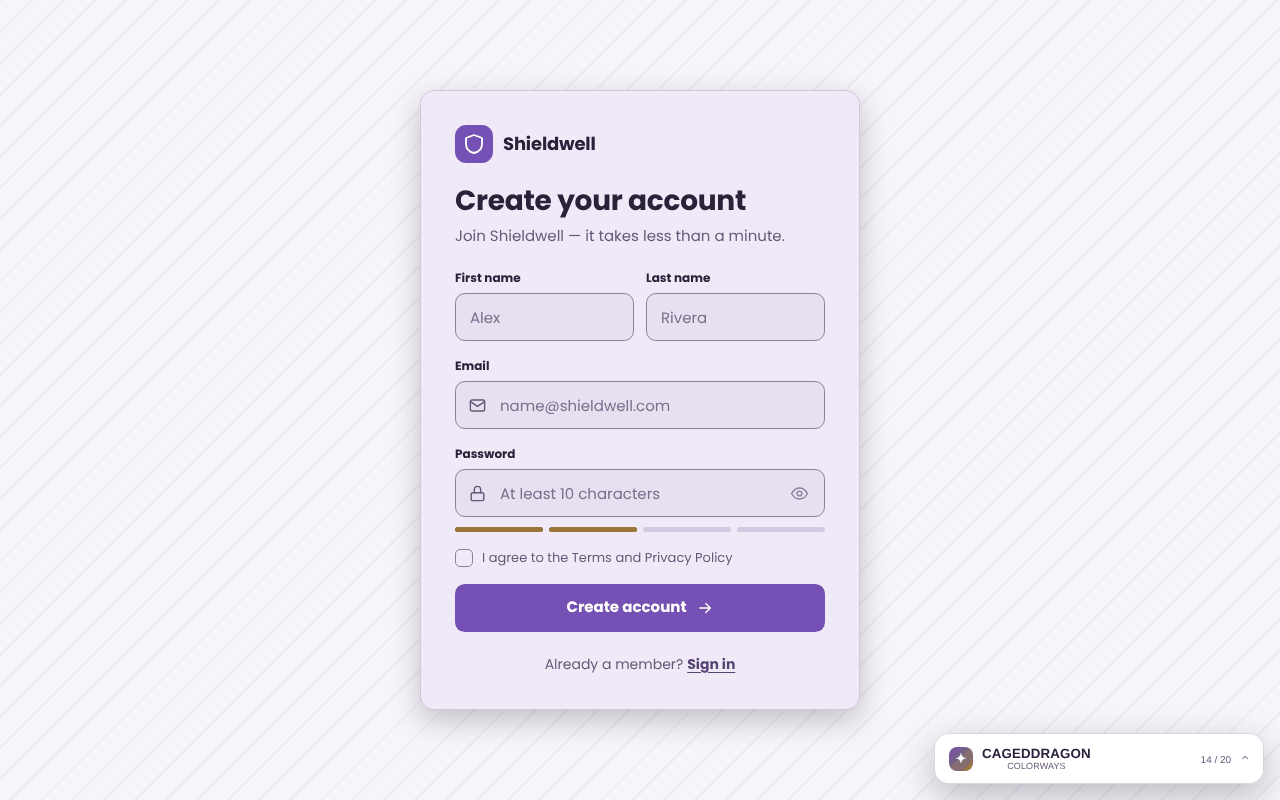 Shieldwell
Create your account
Join Shieldwell — it takes less than a minute.
First name
Last name
Alex
Rivera
Email
name@shieldwell.com
Password
At least 10 characters
I agree to the Terms and Privacy Policy
Create account →
Already a member? Sign in
CAGEDDRAGON
COLORWAYS
14 / 20